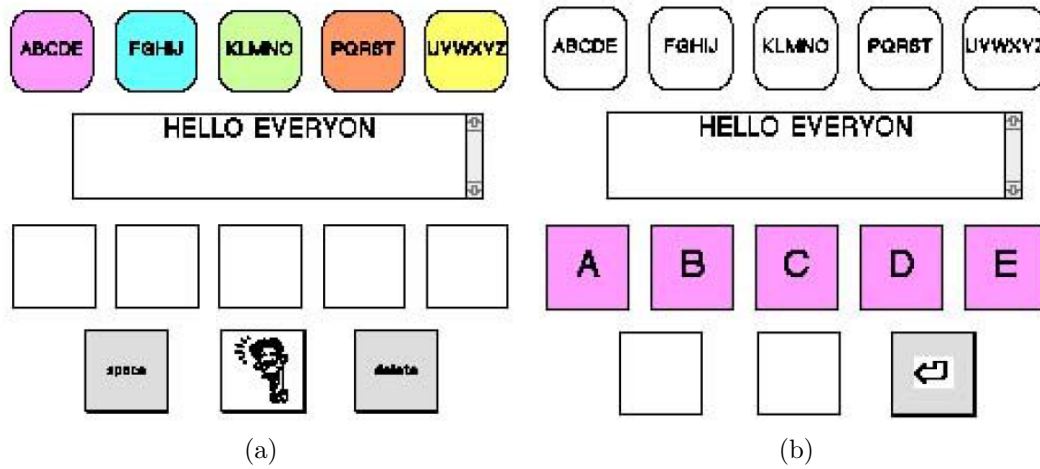 ABCDE FGHIJ KLMNO PQRST UVWXYZ
HELLO EVERYON
space delete
(a)
ABCDE FGHIJ KLMNO PQRST UVWXYZ
HELLO EVERYON
A B C D E
(b)